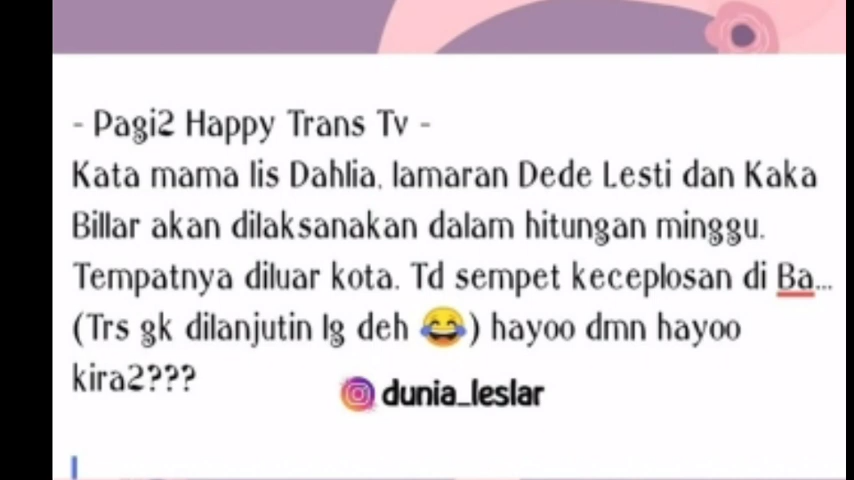 - Pagi2 Happy Trans Tv -
Kata mama Iis Dahlia, lamaran Dede Lesti dan Kaka
Billar akan dilaksanakan dalam hitungan minggu.
Tempatnya diluar kota. Td sempet keceplosan di Ba...
(Trs gk dilanjutin lg deh 😂) hayoo dmn hayoo
kira2???
dunia_leslar